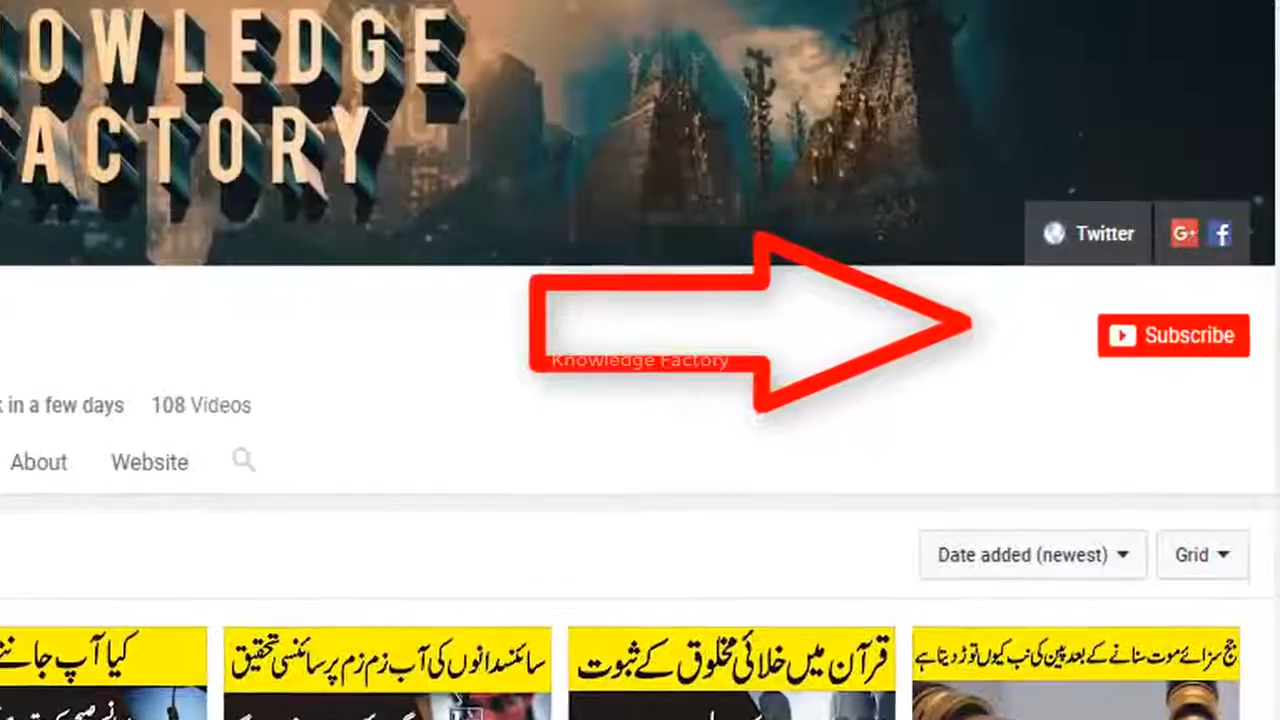 OWLEDGE
ACTORY
Twitter
G+ f
Subscribe
Knowledge Factory
in a few days 108 Videos
About Website
Date added (newest) Grid
کیا آپ جانتے
سائنسدانوں کی آب زم زم پر سائنسی تحقیق
قرآن میں خلائی مخلوق کے ثبوت
جج سزائے موت سنانے کے بعد پین کی نب کیوں توڑ دیتا ہے